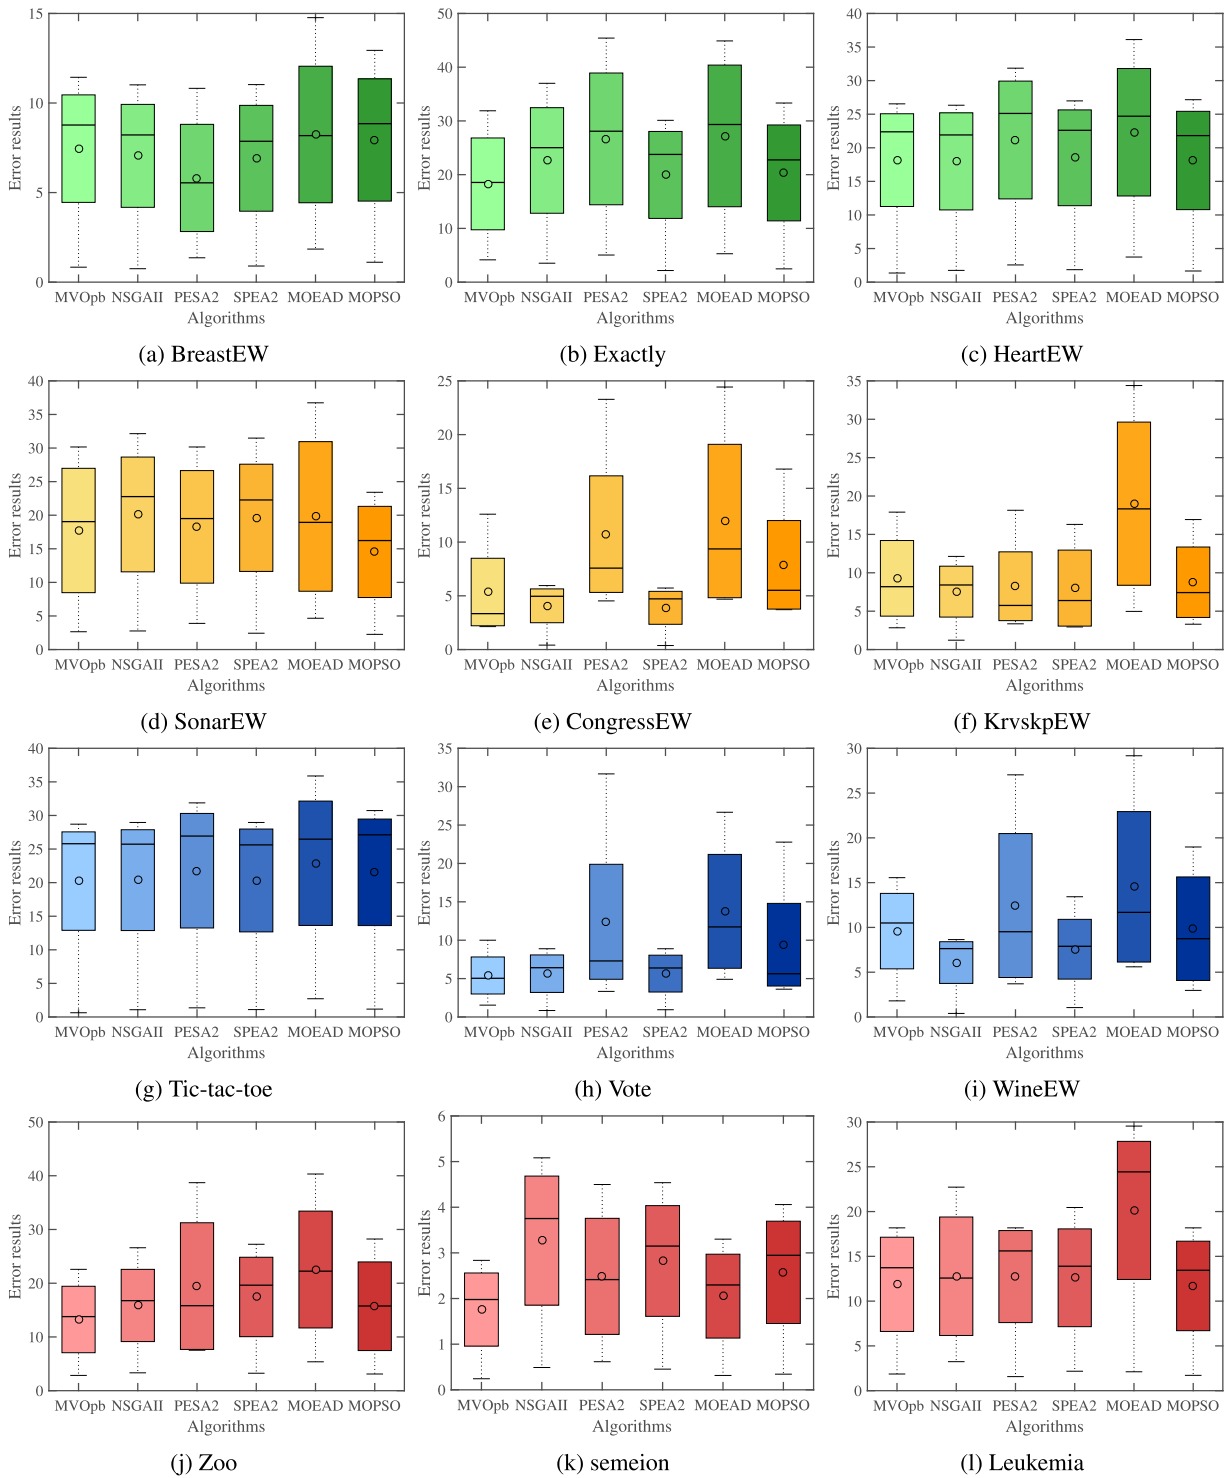 15
10
5
0
Error results
MVOpb NSGAII PESA2 SPEA2 MOEAD MOPSO
Algorithms
(a) BreastEW
50
40
30
20
10
0
Error results
MVOpb NSGAII PESA2 SPEA2 MOEAD MOPSO
Algorithms
(b) Exactly
40
35
30
25
20
15
10
5
0
Error results
MVOpb NSGAII PESA2 SPEA2 MOEAD MOPSO
Algorithms
(c) HeartEW
40
35
30
25
20
15
10
5
0
Error results
MVOpb NSGAII PESA2 SPEA2 MOEAD MOPSO
Algorithms
(d) SonarEW
25
20
15
10
5
0
Error results
MVOpb NSGAII PESA2 SPEA2 MOEAD MOPSO
Algorithms
(e) CongressEW
35
30
25
20
15
10
5
0
Error results
MVOpb NSGAII PESA2 SPEA2 MOEAD MOPSO
Algorithms
(f) KrvskpEW
40
35
30
25
20
15
10
5
0
Error results
MVOpb NSGAII PESA2 SPEA2 MOEAD MOPSO
Algorithms
(g) Tic-tac-toe
35
30
25
20
15
10
5
0
Error results
MVOpb NSGAII PESA2 SPEA2 MOEAD MOPSO
Algorithms
(h) Vote
30
25
20
15
10
5
0
Error results
MVOpb NSGAII PESA2 SPEA2 MOEAD MOPSO
Algorithms
(i) WineEW
50
40
30
20
10
0
Error results
MVOpb NSGAII PESA2 SPEA2 MOEAD MOPSO
Algorithms
(j) Zoo
6
5
4
3
2
1
0
Error results
MVOpb NSGAII PESA2 SPEA2 MOEAD MOPSO
Algorithms
(k) semeion
30
25
20
15
10
5
0
Error results
MVOpb NSGAII PESA2 SPEA2 MOEAD MOPSO
Algorithms
(l) Leukemia